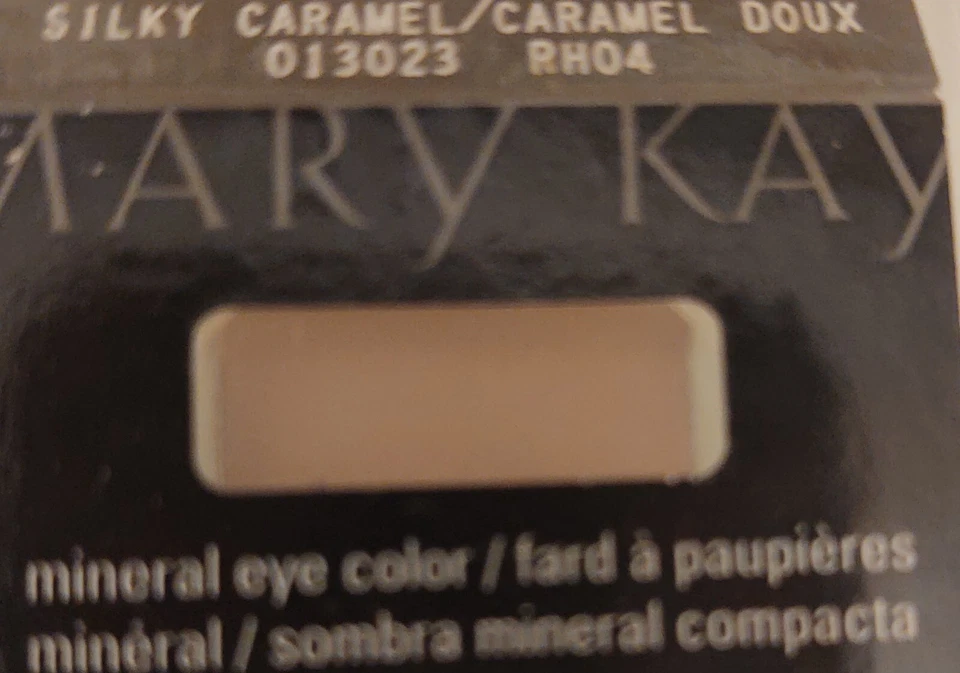 SILKY CARAMEL/CARAMEL DOUX
013023 RH04
MARY KAY
mineral eye color / fard à paupières
minéral / sombra mineral compacta